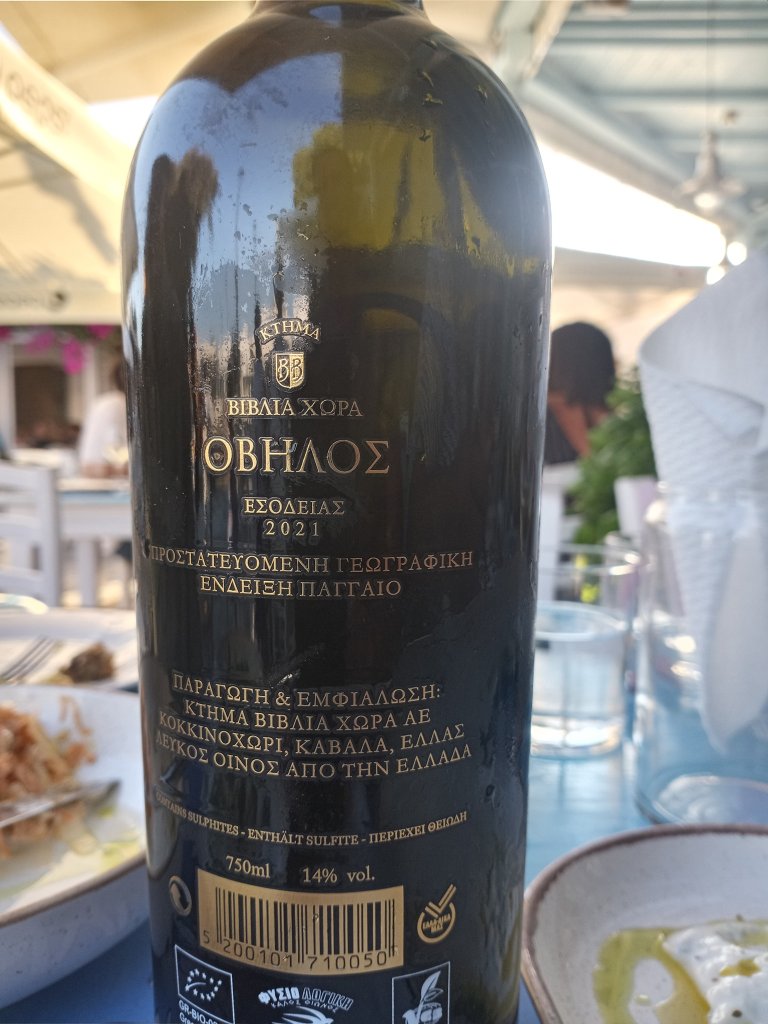 ΚΤΗΜΑ
ΒΙΒΛΙΑ ΧΩΡΑ
ΟΒΗΛΟΣ
ΕΣΟΔΕΙΑΣ
2021
ΠΡΟΣΤΑΤΕΥΟΜΕΝΗ ΓΕΩΓΡΑΦΙΚΗ
ΕΝΔΕΙΞΗ ΠΑΓΓΑΙΟ
ΠΑΡΑΓΩΓΗ & ΕΜΦΙΑΛΩΣΗ:
ΚΤΗΜΑ ΒΙΒΛΙΑ ΧΩΡΑ ΑΕ
ΚΟΚΚΙΝΟΧΩΡΙ, ΚΑΒΑΛΑ, ΕΛΛΑΣ
ΛΕΥΚΟΣ ΟΙΝΟΣ ΑΠΟ ΤΗΝ ΕΛΛΑΔΑ
CONTAINS SULPHITES - ENTHÄLT SULFITE - ΠΕΡΙΕΧΕΙ ΘΕΙΩΔΗ
750ml 14% vol.
5 200101 710050
ΦΥΣΙΟΛΟΓΙΚΗ